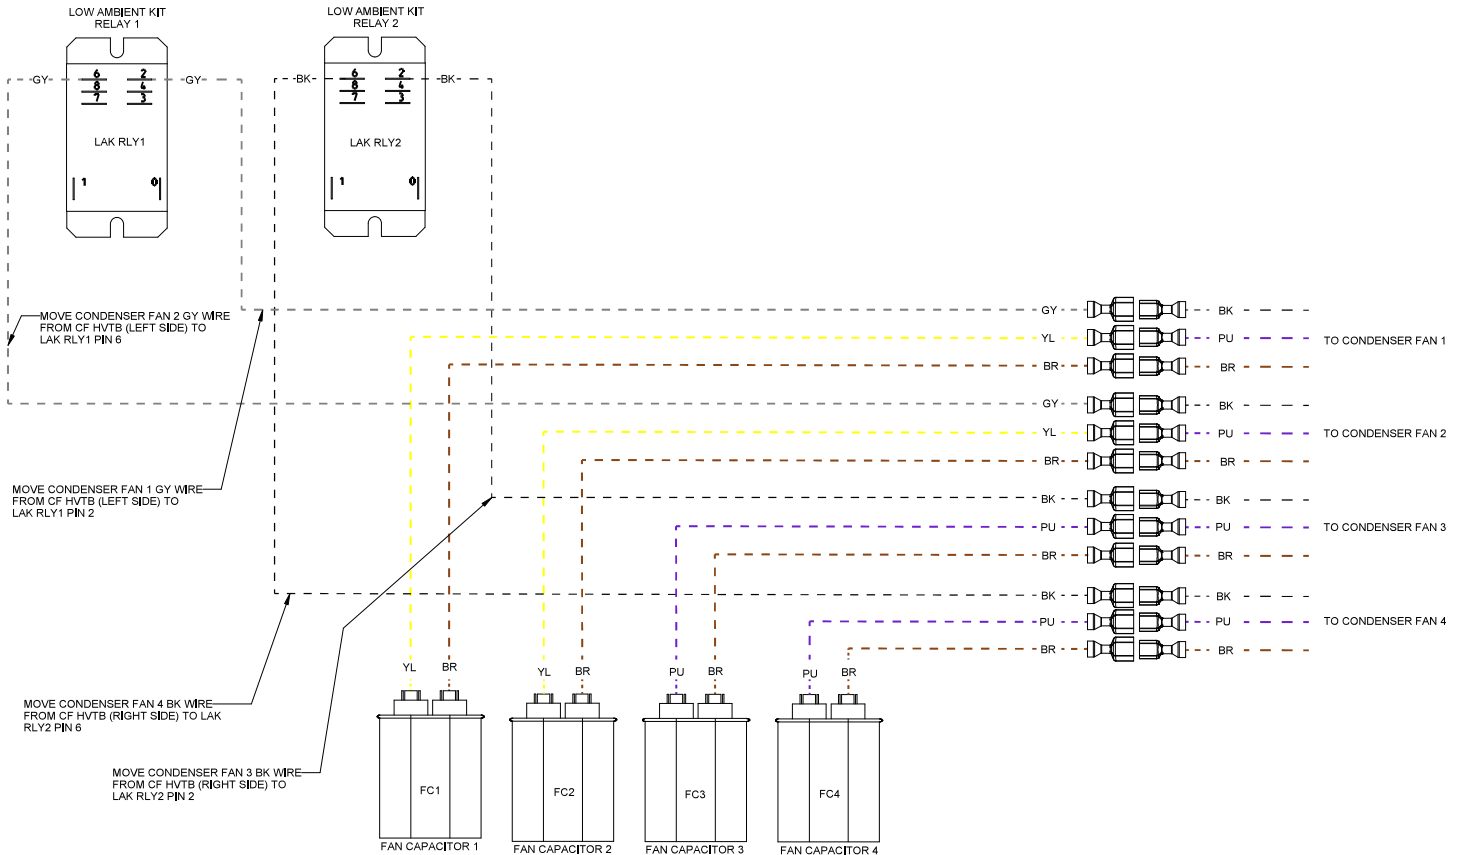 LOW AMBIENT KIT
RELAY 1
LOW AMBIENT KIT
RELAY 2
GY 6 2 GY
8 4
7 3
LAK RLY1
1 0
BK 6 2 BK
8 4
7 3
LAK RLY2
1 0
MOVE CONDENSER FAN 2 GY WIRE
FROM CF HVTB (LEFT SIDE) TO
LAK RLY1 PIN 6
MOVE CONDENSER FAN 1 GY WIRE
FROM CF HVTB (LEFT SIDE) TO
LAK RLY1 PIN 2
MOVE CONDENSER FAN 4 BK WIRE
FROM CF HVTB (RIGHT SIDE) TO LAK
RLY2 PIN 6
MOVE CONDENSER FAN 3 BK WIRE
FROM CF HVTB (RIGHT SIDE) TO
LAK RLY2 PIN 2
GY BK
YL PU TO CONDENSER FAN 1
BR BR
GY BK
YL PU TO CONDENSER FAN 2
BR BR
BK BK
PU PU TO CONDENSER FAN 3
BR BR
BK BK
PU PU TO CONDENSER FAN 4
BR BR
YL BR YL BR PU BR PU BR
FC1 FC2 FC3 FC4
FAN CAPACITOR 1
FAN CAPACITOR 2
FAN CAPACITOR 3
FAN CAPACITOR 4